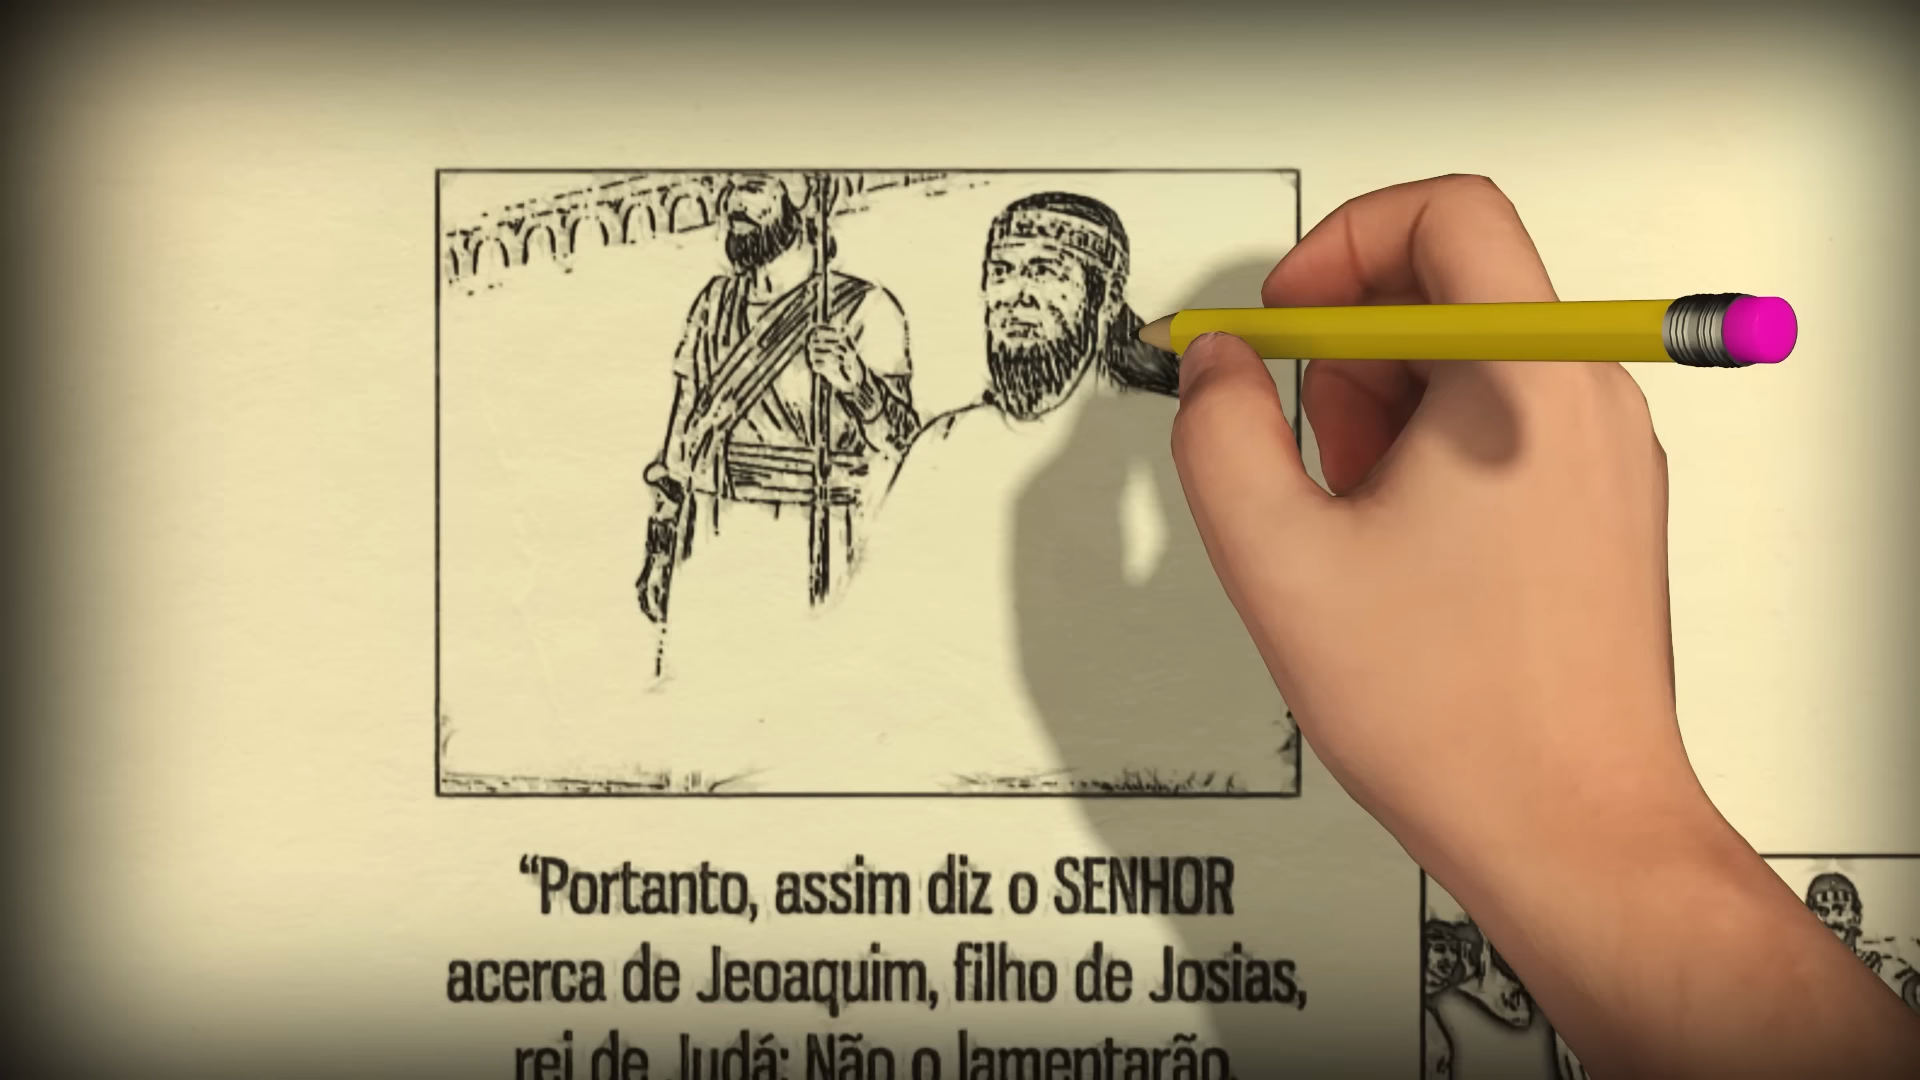 “Portanto, assim diz o SENHOR
acerca de Jeoaquim, filho de Josias,
rei de Judá: Não o lamentarão,